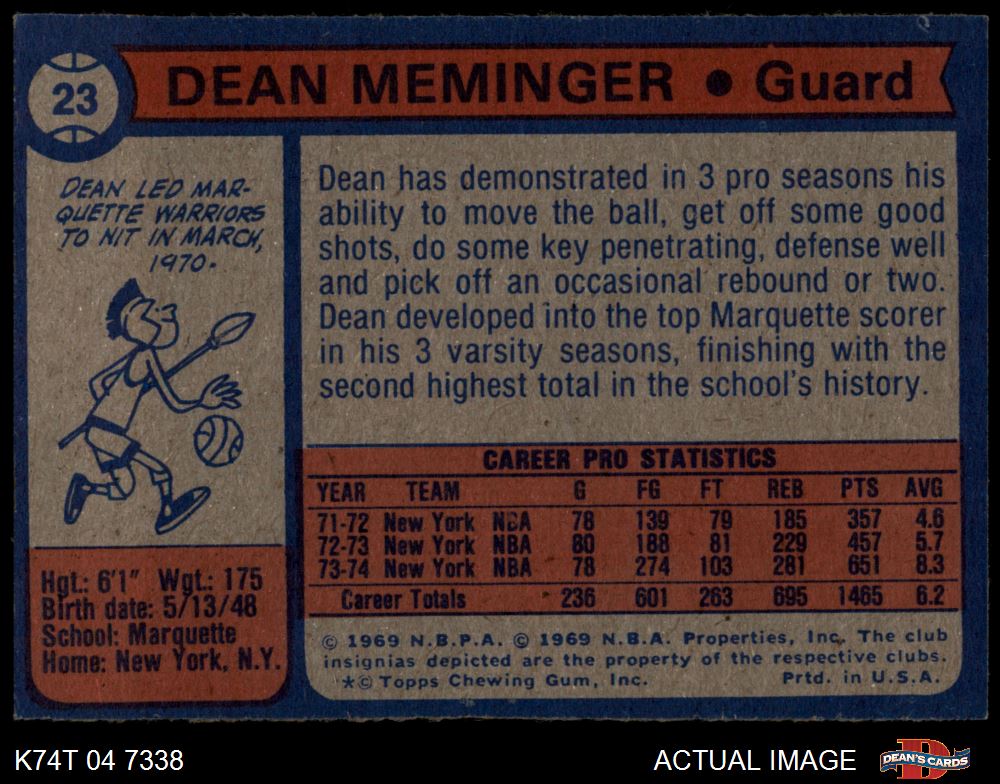 23
DEAN MEMINGER • Guard
DEAN LED MAR-
QUETTE WARRIORS
TO NIT IN MARCH,
1970.
Dean has demonstrated in 3 pro seasons his
ability to move the ball, get off some good
shots, do some key penetrating, defense well
and pick off an occasional rebound or two.
Dean developed into the top Marquette scorer
in his 3 varsity seasons, finishing with the
second highest total in the school's history.
CAREER PRO STATISTICS
YEAR TEAM G FG FT REB PTS AVG
71-72 New York NBA 78 139 79 185 357 4.6
72-73 New York NBA 80 188 81 229 457 5.7
73-74 New York NBA 78 274 103 281 651 8.3
Career Totals 236 601 263 695 1465 6.2
Hgt.: 6'1" Wgt.: 175
Birth date: 5/13/48
School: Marquette
Home: New York, N.Y.
© 1969 N.B.P.A. © 1969 N.B.A. Properties, Inc. The club
insignias depicted are the property of the respective clubs.
*© Topps Chewing Gum, Inc. Prtd. in U.S.A.
K74T 04 7338 ACTUAL IMAGE DEAN'S CARDS